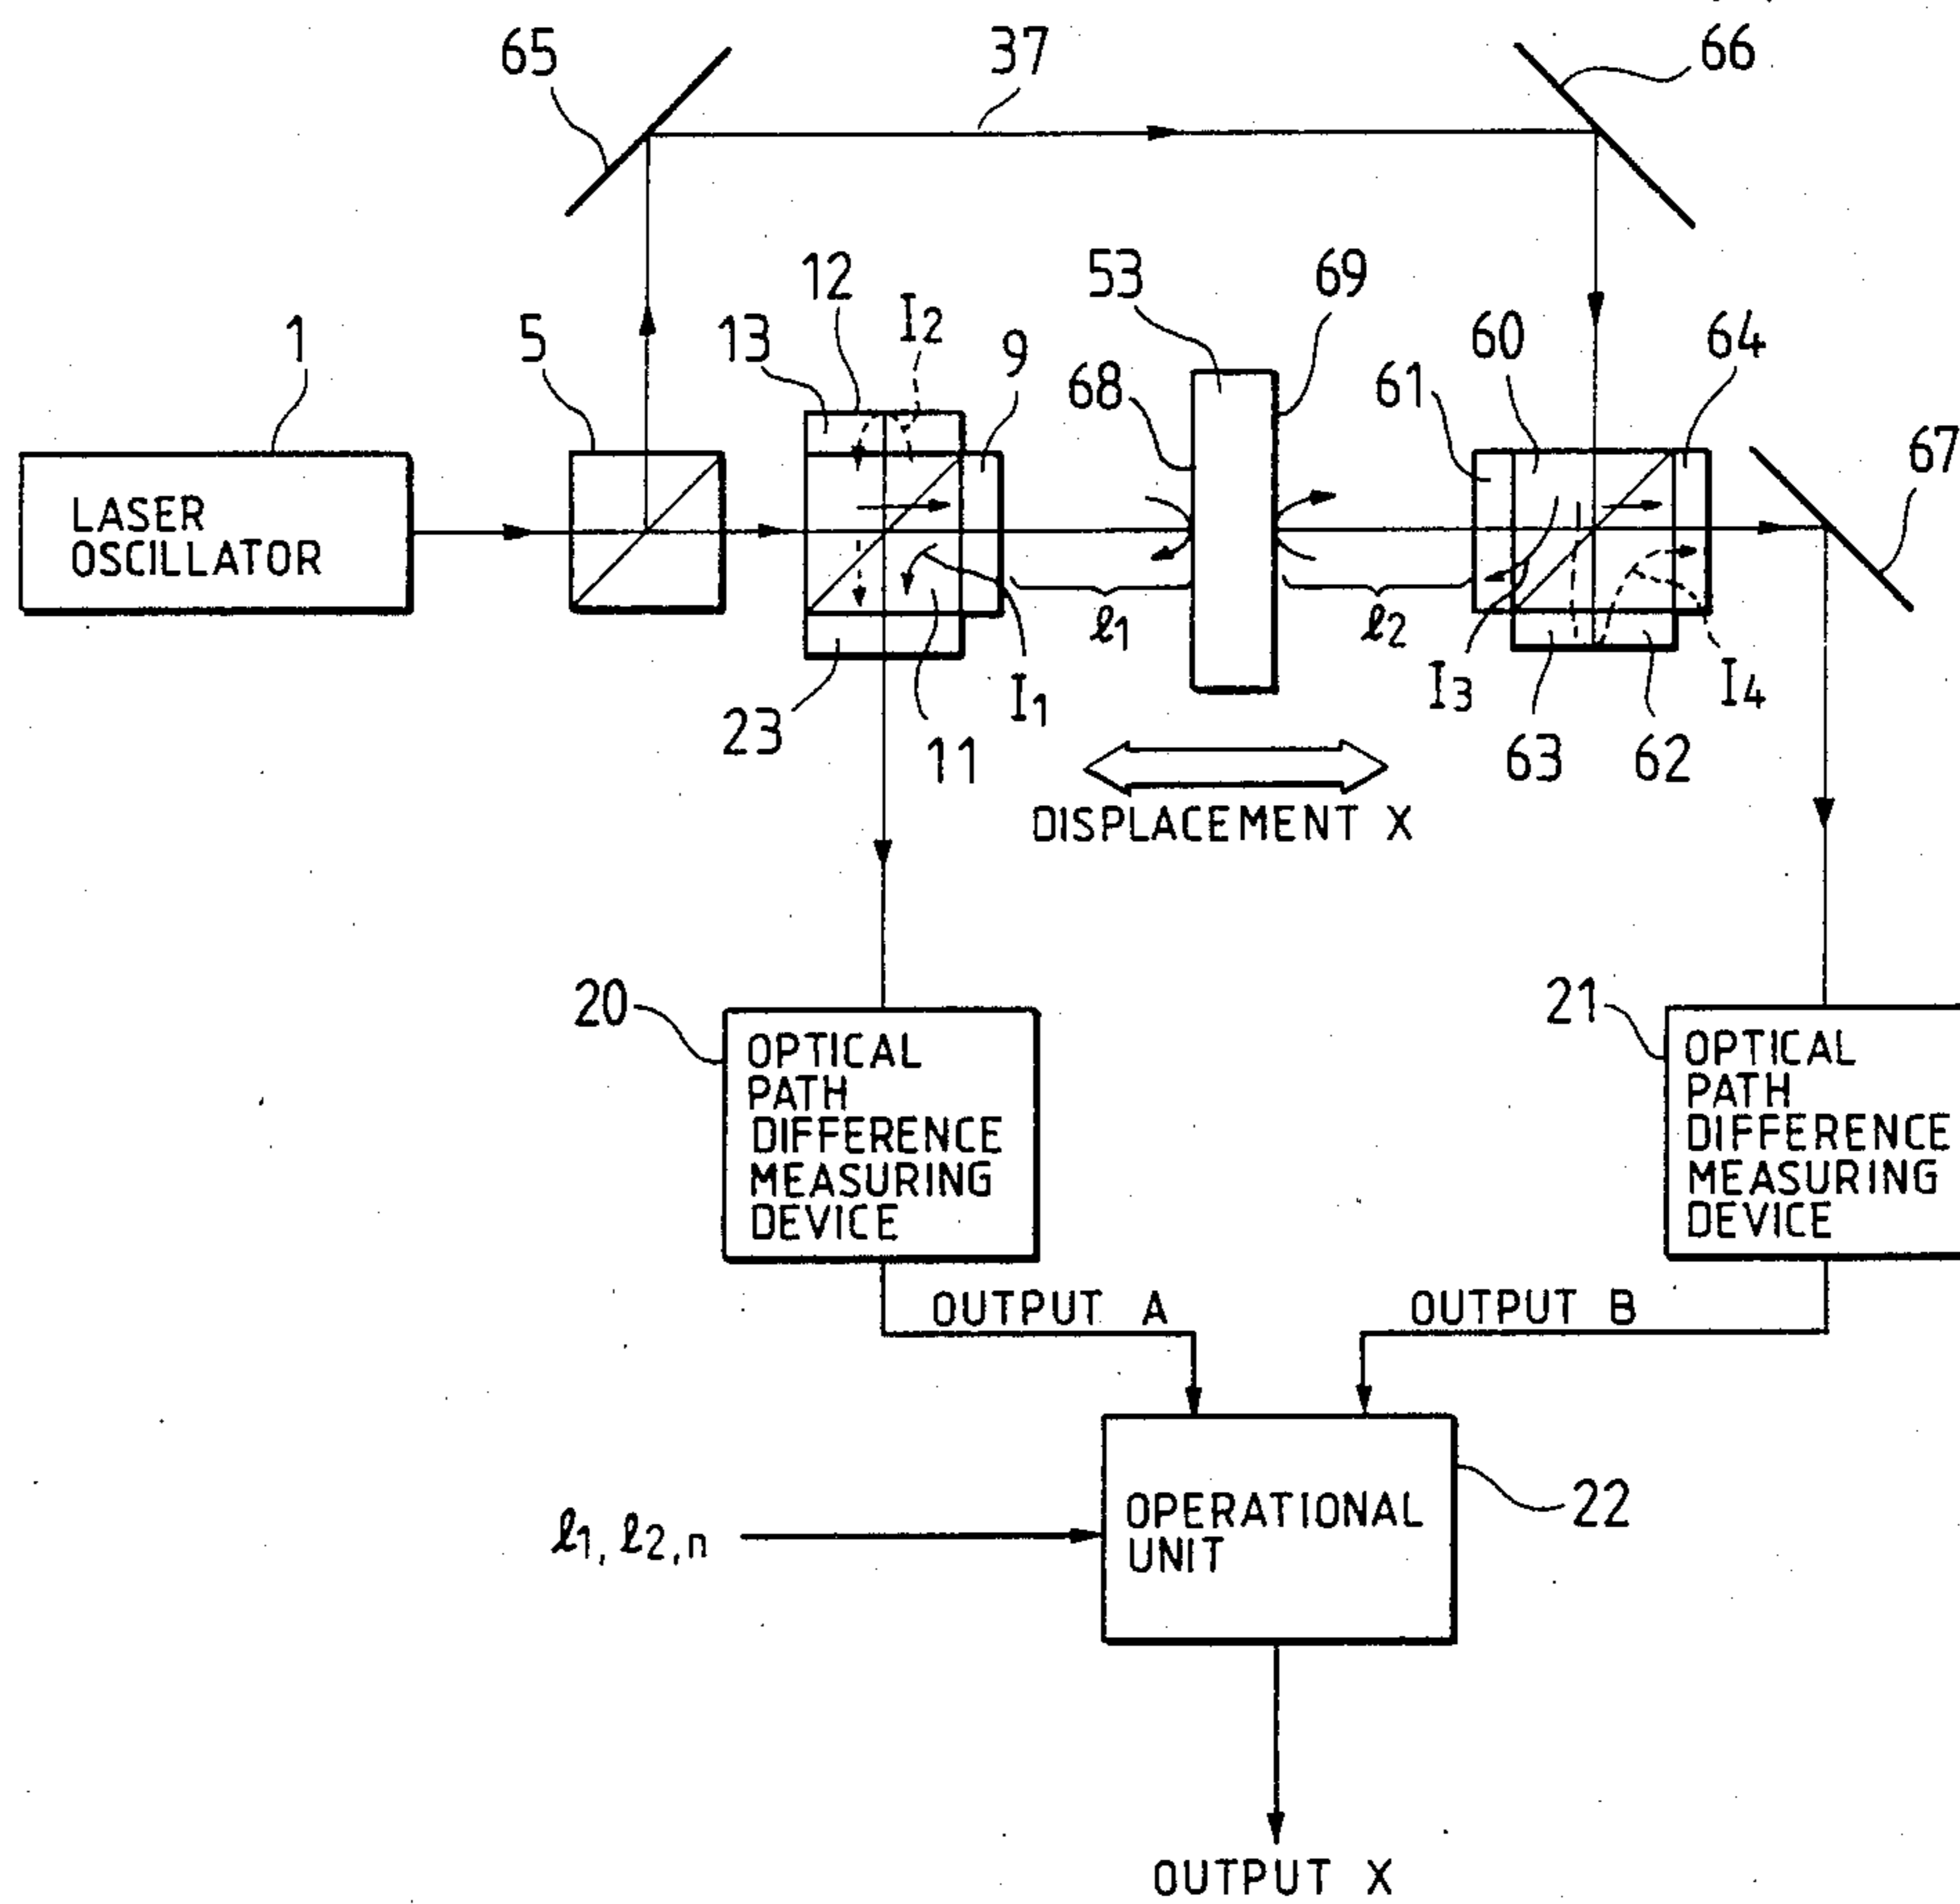 65
37
66
12
I2
53
69
1
5
13
9
68
61
60
64
67
LASER
OSCILLATOR
ℓ1
ℓ2
23
11
I1
I3
63
62
I4
DISPLACEMENT X
20
21
OPTICAL
PATH
DIFFERENCE
MEASURING
DEVICE
OPTICAL
PATH
DIFFERENCE
MEASURING
DEVICE
OUTPUT A
OUTPUT B
22
ℓ1, ℓ2, n
OPERATIONAL
UNIT
OUTPUT X